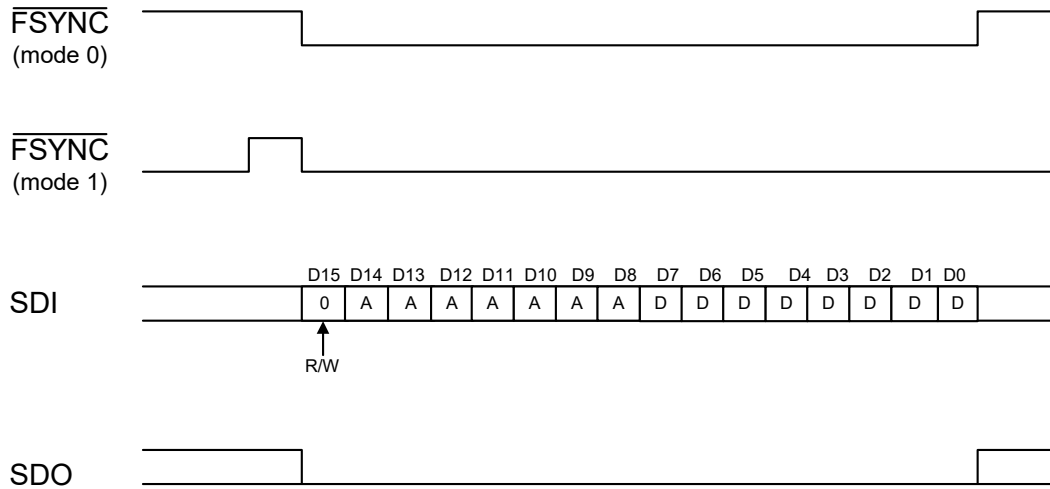 FSYNC
(mode 0)
FSYNC
(mode 1)
D15 D14 D13 D12 D11 D10 D9 D8 D7 D6 D5 D4 D3 D2 D1 D0
SDI 0 A A A A A A A D D D D D D D D
R/W
SDO